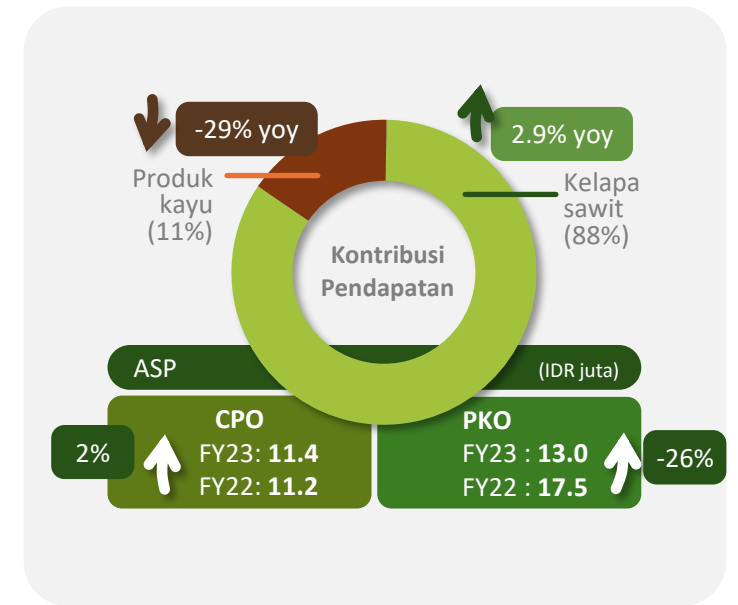 -29% yoy
2.9% yoy
Produk
kayu
(11%)
Kelapa
sawit
(88%)
Kontribusi
Pendapatan
ASP
(IDR juta)
CPO
FY23: 11.4
FY22: 11.2
2%
PKO
FY23 : 13.0
FY22 : 17.5
-26%